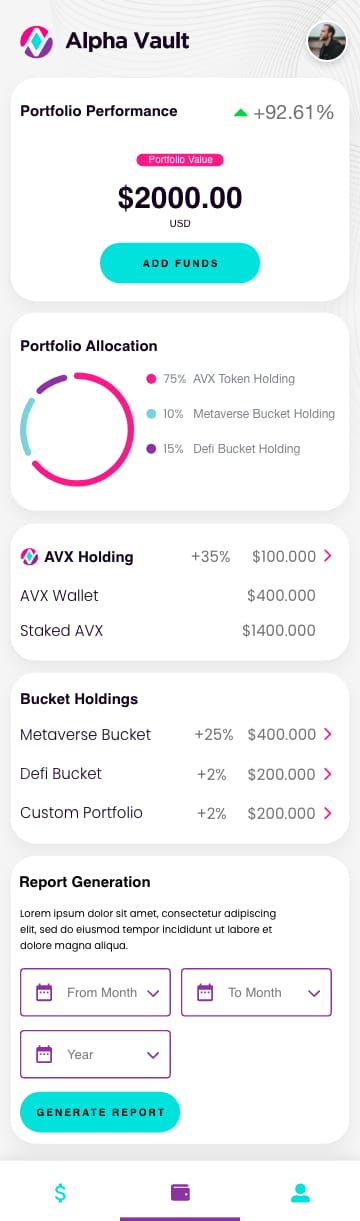 Alpha Vault
Portfolio Performance
+92.61%
Portfolio Value
$2000.00
USD
ADD FUNDS
Portfolio Allocation
75% AVX Token Holding
10% Metaverse Bucket Holding
15% Defi Bucket Holding
AVX Holding +35% $100.000
AVX Wallet $400.000
Staked AVX $1400.000
Bucket Holdings
Metaverse Bucket +25% $400.000
Defi Bucket +2% $200.000
Custom Portfolio +2% $200.000
Report Generation
Lorem ipsum dolor sit amet, consectetur adipiscing
elit, sed do eiusmod tempor incididunt ut labore et
dolore magna aliqua.
From Month To Month
Year
GENERATE REPORT